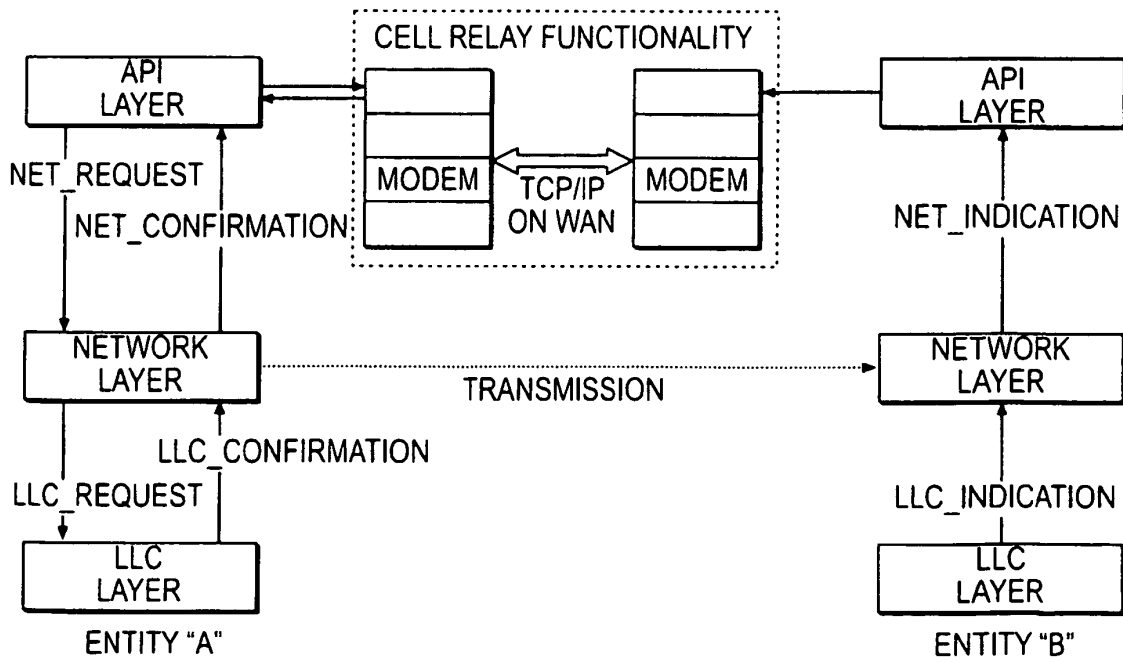 CELL RELAY FUNCTIONALITY
API
LAYER
API
LAYER
MODEM
MODEM
TCP/IP
ON WAN
NET_REQUEST
NET_CONFIRMATION
NET_INDICATION
NETWORK
LAYER
NETWORK
LAYER
TRANSMISSION
LLC_CONFIRMATION
LLC_REQUEST
LLC_INDICATION
LLC
LAYER
LLC
LAYER
ENTITY “A”
ENTITY “B”